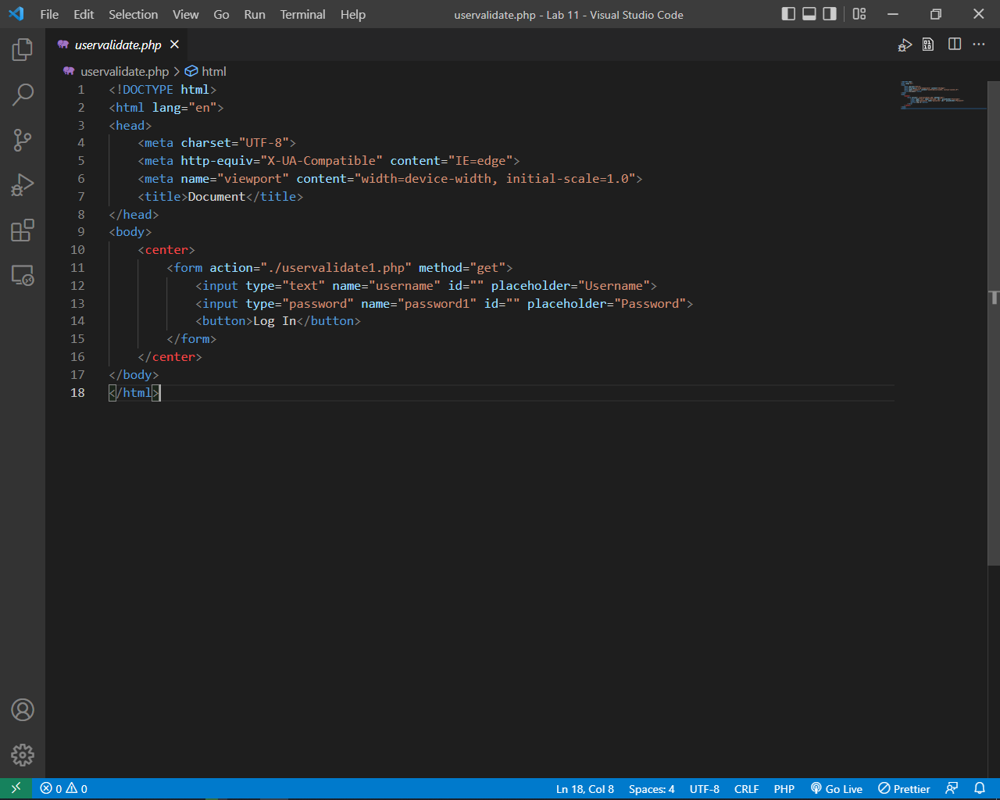 File Edit Selection View Go Run Terminal Help
uservalidate.php - Lab 11 - Visual Studio Code
uservalidate.php
uservalidate.php > html
1 <!DOCTYPE html>
2 <html lang="en">
3 <head>
4     <meta charset="UTF-8">
5     <meta http-equiv="X-UA-Compatible" content="IE=edge">
6     <meta name="viewport" content="width=device-width, initial-scale=1.0">
7     <title>Document</title>
8 </head>
9 <body>
10     <center>
11         <form action="./uservalidate1.php" method="get">
12             <input type="text" name="username" id="" placeholder="Username">
13             <input type="password" name="password1" id="" placeholder="Password">
14             <button>Log In</button>
15         </form>
16     </center>
17 </body>
18 </html>
0 0 Ln 18, Col 8 Spaces: 4 UTF-8 CRLF PHP Go Live Prettier